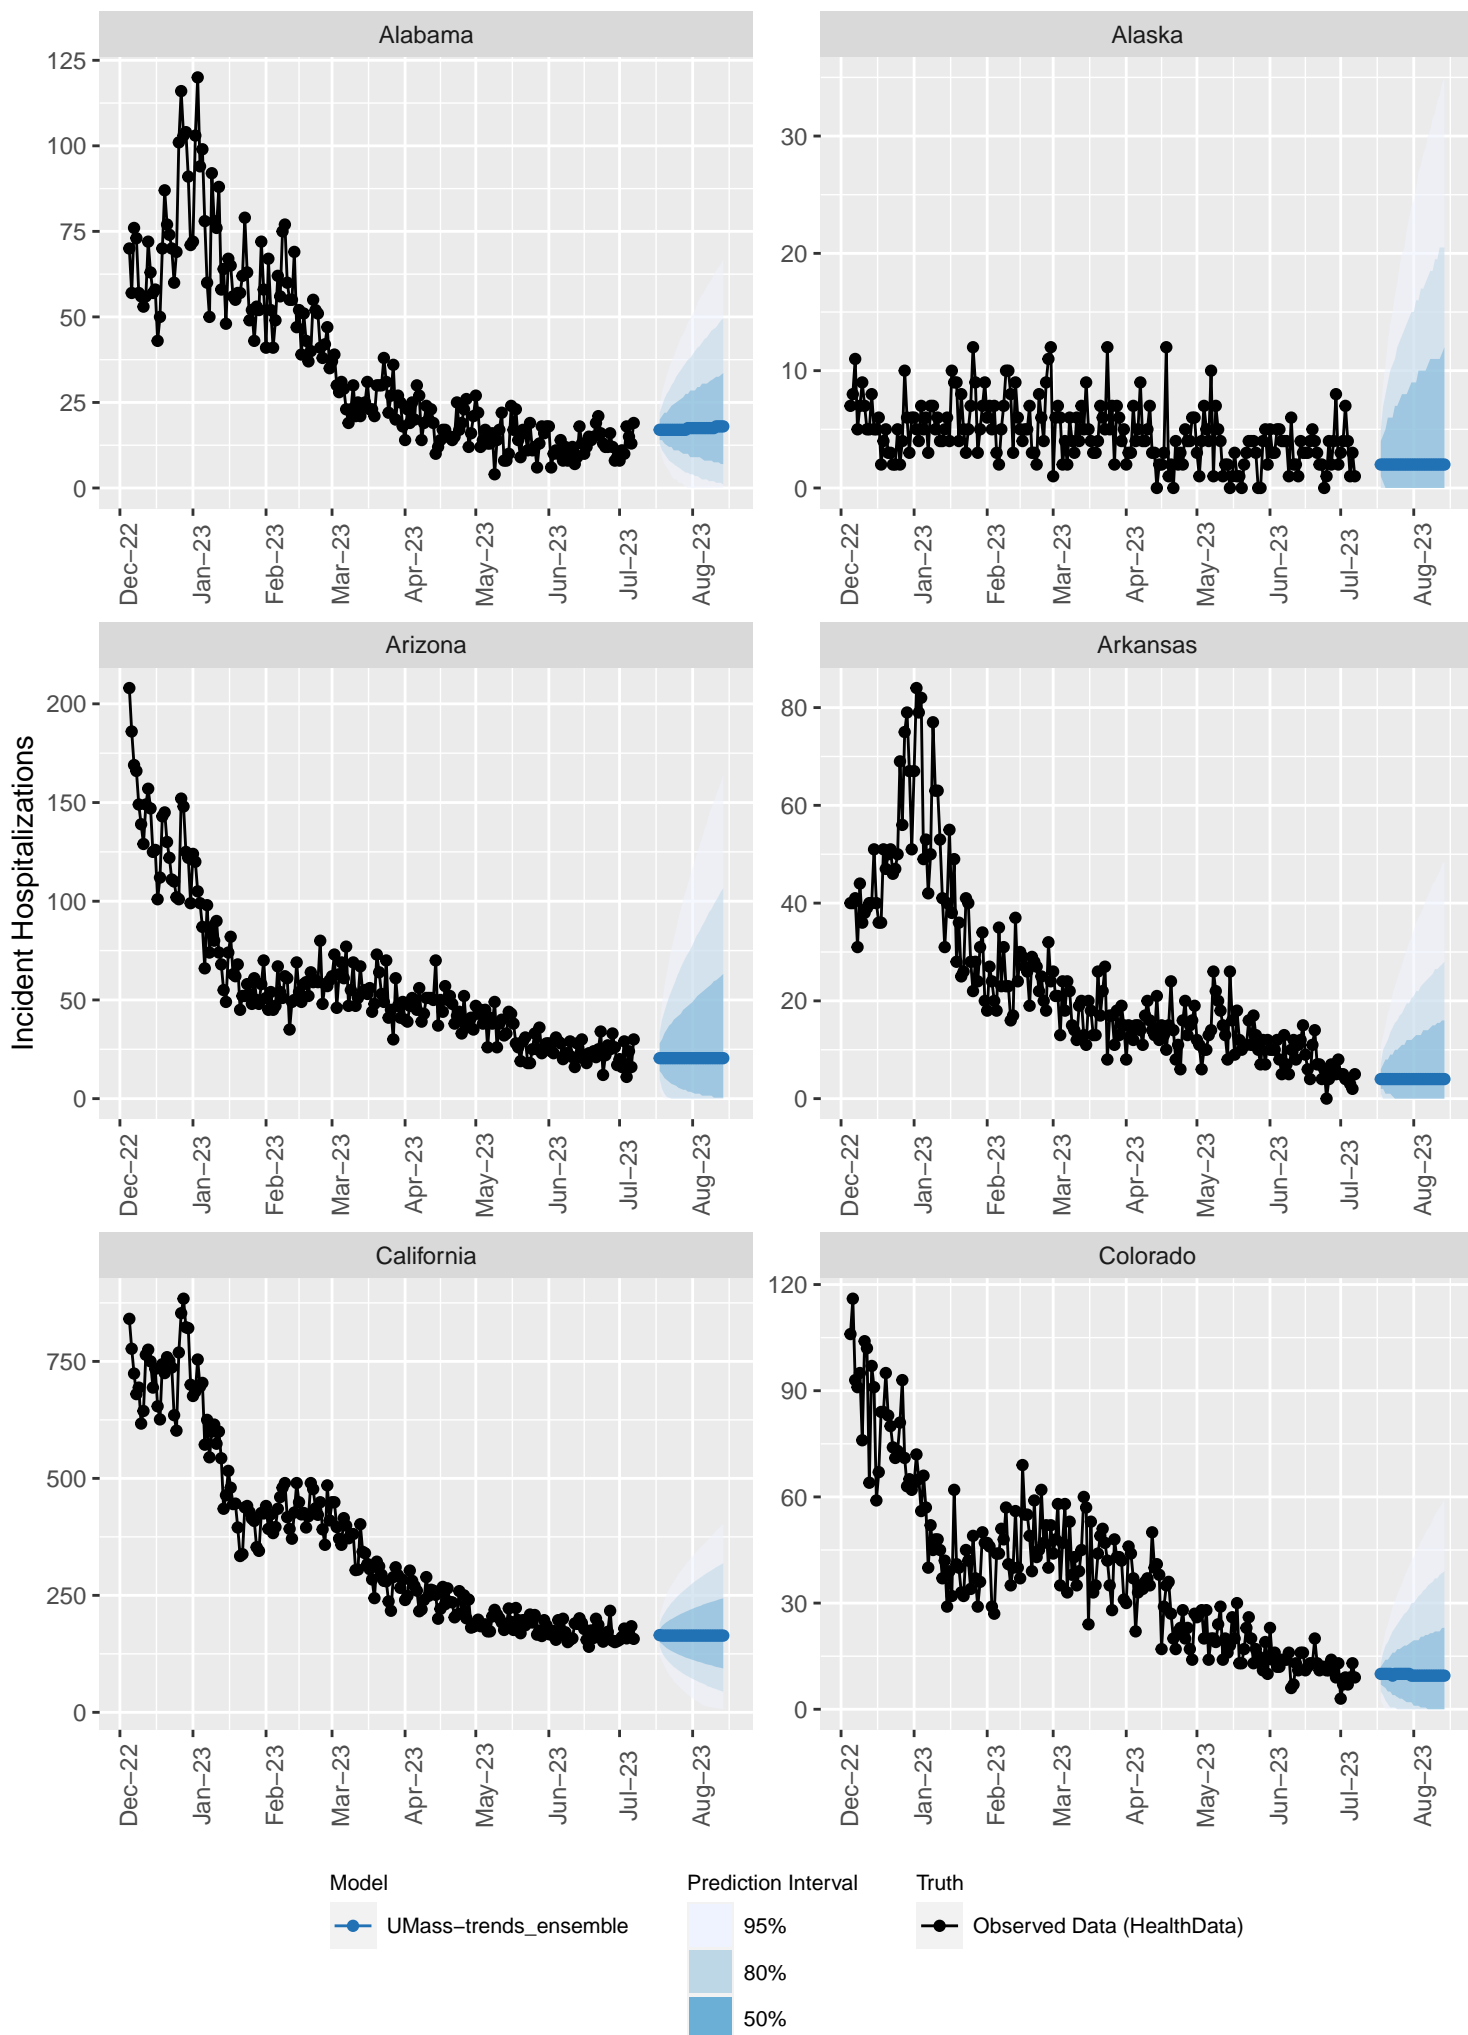 Alabama
Alaska
125
100
75
50
25
0
30
20
10
0
Dec−22
Jan−23
Feb−23
Mar−23
Apr−23
May−23
Jun−23
Jul−23
Aug−23
Dec−22
Jan−23
Feb−23
Mar−23
Apr−23
May−23
Jun−23
Jul−23
Aug−23
Incident Hospitalizations
Arizona
Arkansas
200
150
100
50
0
80
60
40
20
0
Dec−22
Jan−23
Feb−23
Mar−23
Apr−23
May−23
Jun−23
Jul−23
Aug−23
Dec−22
Jan−23
Feb−23
Mar−23
Apr−23
May−23
Jun−23
Jul−23
Aug−23
California
Colorado
750
500
250
0
120
90
60
30
0
Dec−22
Jan−23
Feb−23
Mar−23
Apr−23
May−23
Jun−23
Jul−23
Aug−23
Dec−22
Jan−23
Feb−23
Mar−23
Apr−23
May−23
Jun−23
Jul−23
Aug−23
Model
UMass−trends_ensemble
Prediction Interval
95%
80%
50%
Truth
Observed Data (HealthData)